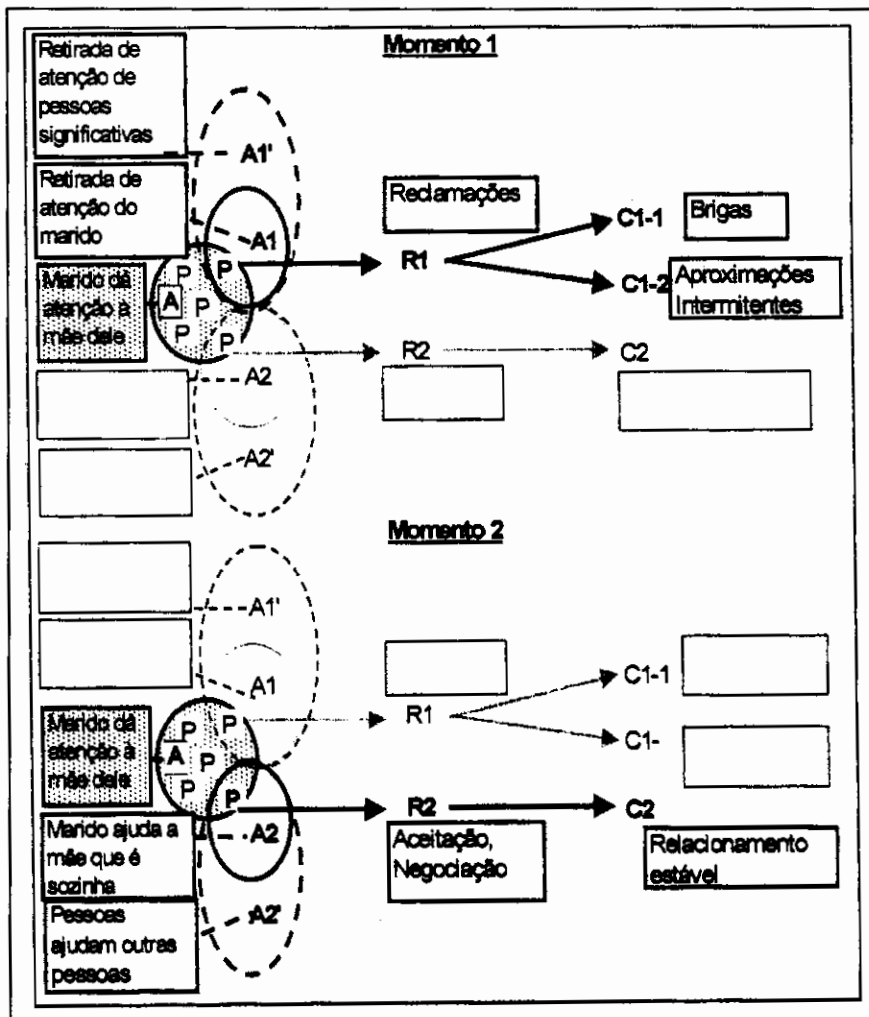 Momento 1
Retirada de
atenção de
pessoas
significativas
A1'
Retirada de
atenção do
marido
A1
Reclamações
C1-1
Brigas
R1
C1-2
Aproximações
Intermitentes
Marido dá
atenção à
mãe dele
P
P
A
P
P
P
R2
C2
A2
A2'
Momento 2
A1'
A1
C1-1
R1
C1-
Marido dá
atenção à
mãe dele
P
P
A
P
P
P
R2
C2
A2
Marido ajuda a
mãe que é
sozinha
Aceitação,
Negociação
Relacionamento
estável
A2'
Pessoas
ajudam outras
pessoas